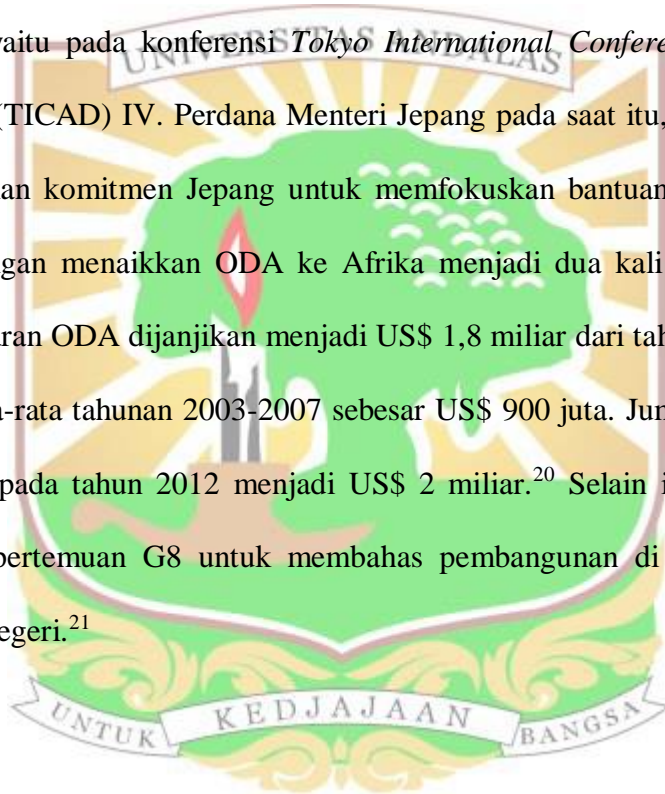 yaitu pada konferensi Tokyo International Confere
UNIVERSITAS ANDALAS
(TICAD) IV. Perdana Menteri Jepang pada saat itu,
an komitmen Jepang untuk memfokuskan bantuan
gan menaikkan ODA ke Afrika menjadi dua kali
ran ODA dijanjikan menjadi US$ 1,8 miliar dari tah
a-rata tahunan 2003-2007 sebesar US$ 900 juta. Jum
pada tahun 2012 menjadi US$ 2 miliar.20 Selain i
pertemuan G8 untuk membahas pembangunan di
egeri.21
UNTUK KEDJAJAAN BANGSA